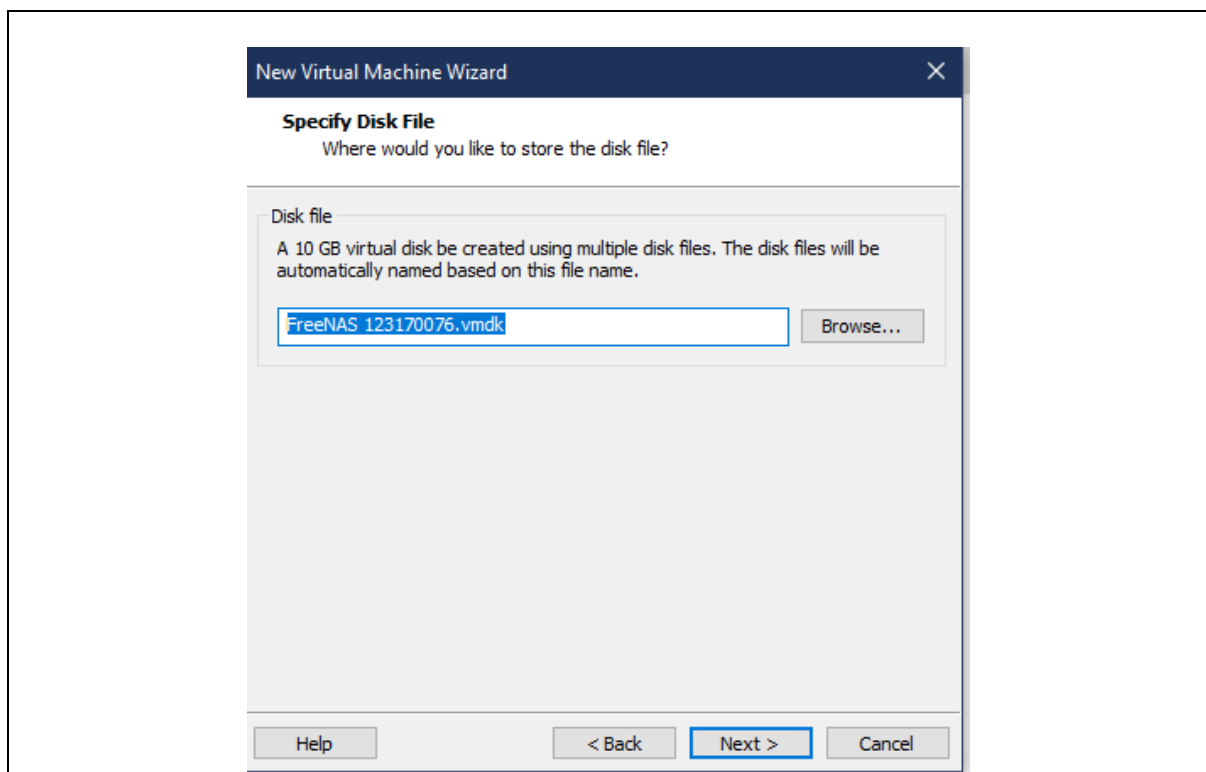 New Virtual Machine Wizard
Specify Disk File
Where would you like to store the disk file?
Disk file
A 10 GB virtual disk be created using multiple disk files. The disk files will be
automatically named based on this file name.
FreeNAS 123170076.vmdk
Browse...
Help
< Back
Next >
Cancel